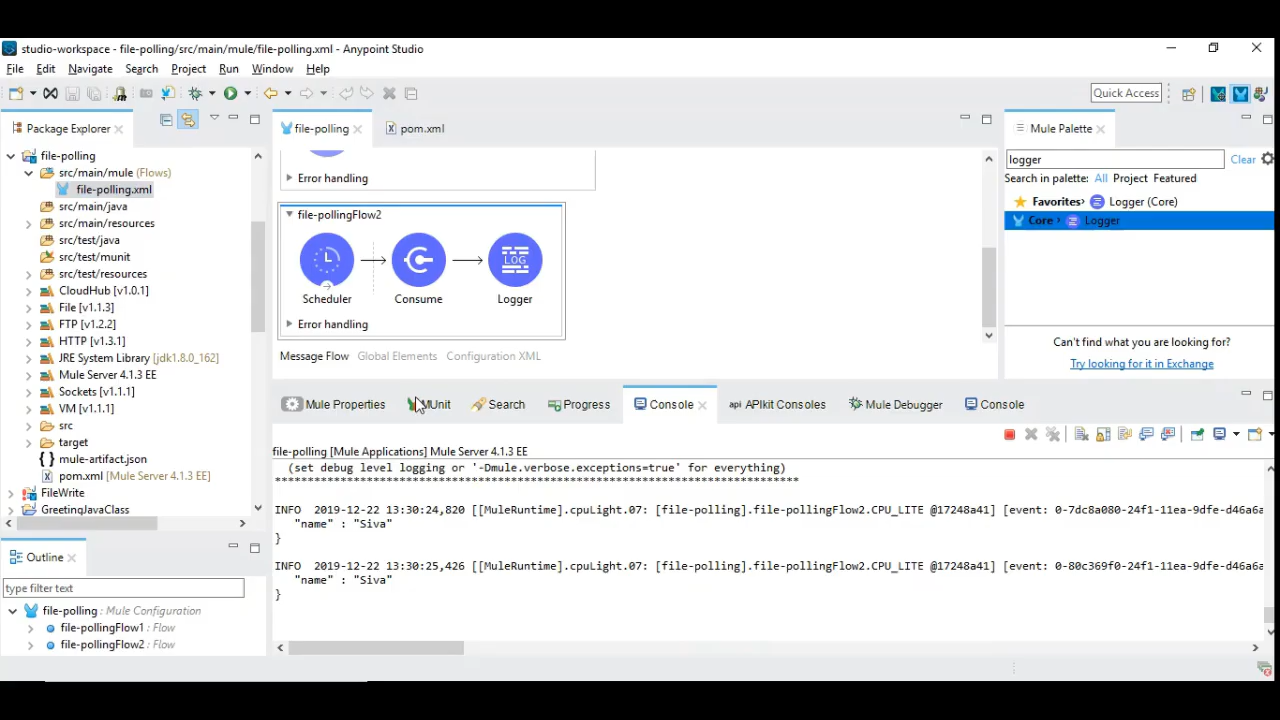 studio-workspace - file-polling/src/main/mule/file-polling.xml - Anypoint Studio
File Edit Navigate Search Project Run Window Help
Quick Access
Package Explorer
file-polling
src/main/mule (Flows)
file-polling.xml
src/main/java
src/main/resources
src/test/java
src/test/munit
src/test/resources
CloudHub [v1.0.1]
File [v1.1.3]
FTP [v1.2.2]
HTTP [v1.3.1]
JRE System Library [jdk1.8.0_162]
Mule Server 4.1.3 EE
Sockets [v1.1.1]
VM [v1.1.1]
src
target
mule-artifact.json
pom.xml [Mule Server 4.1.3 EE]
FileWrite
GreetingJavaClass
Outline
type filter text
file-polling : Mule Configuration
file-pollingFlow1 : Flow
file-pollingFlow2 : Flow
file-polling pom.xml
Error handling
file-pollingFlow2
LOG
Scheduler Consume Logger
Error handling
Message Flow Global Elements Configuration XML
Mule Palette
logger
Clear
Search in palette: All Project Featured
Favorites> Logger (Core)
Core > Logger
Can't find what you are looking for?
Try looking for it in Exchange
Mule Properties MUnit Search Progress Console api APIkit Consoles Mule Debugger Console
file-polling [Mule Applications] Mule Server 4.1.3 EE
(set debug level logging or '-Dmule.verbose.exceptions=true' for everything)
********************************************************************************
INFO 2019-12-22 13:30:24,820 [[MuleRuntime].cpuLight.07: [file-polling].file-pollingFlow2.CPU_LITE @17248a41] [event: 0-7dc8a080-24f1-11ea-9dfe-d46a6a
"name" : "Siva"
}
INFO 2019-12-22 13:30:25,426 [[MuleRuntime].cpuLight.07: [file-polling].file-pollingFlow2.CPU_LITE @17248a41] [event: 0-80c369f0-24f1-11ea-9dfe-d46a6a
"name" : "Siva"
}